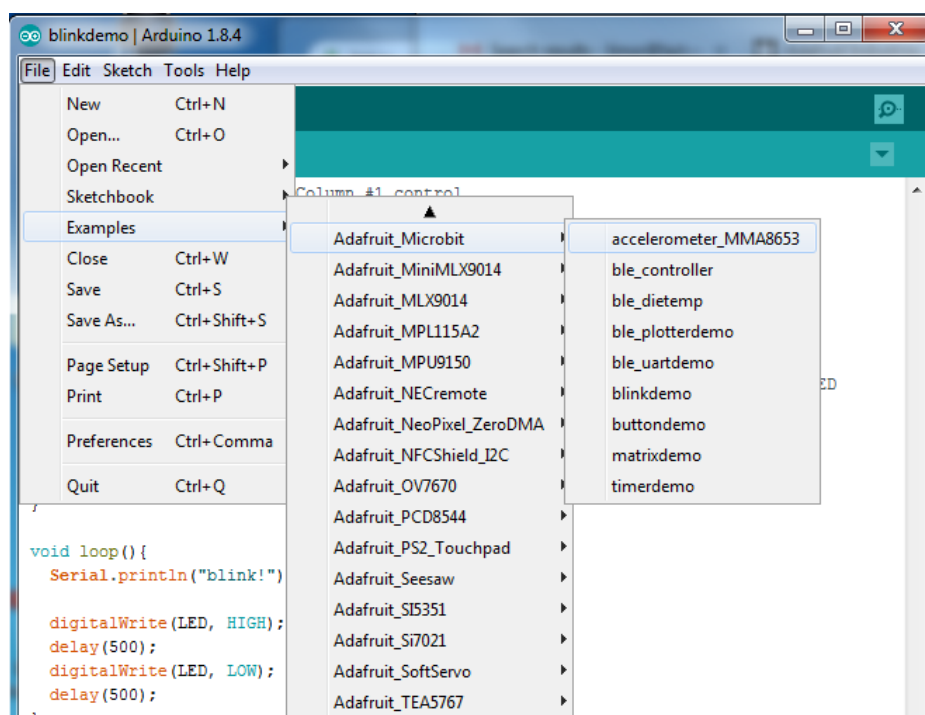 blinkdemo | Arduino 1.8.4
File Edit Sketch Tools Help
New Ctrl+N
Open... Ctrl+O
Open Recent
Sketchbook
Examples
Close Ctrl+W
Save Ctrl+S
Save As... Ctrl+Shift+S
Page Setup Ctrl+Shift+P
Print Ctrl+P
Preferences Ctrl+Comma
Quit Ctrl+Q
Column #1 control
Adafruit_Microbit
Adafruit_MiniMLX9014
Adafruit_MLX9014
Adafruit_MPL115A2
Adafruit_MPU9150
Adafruit_NECremote
Adafruit_NeoPixel_ZeroDMA
Adafruit_NFCShield_I2C
Adafruit_OV7670
Adafruit_PCD8544
Adafruit_PS2_Touchpad
Adafruit_Seesaw
Adafruit_SI5351
Adafruit_Si7021
Adafruit_SoftServo
Adafruit_TEA5767
accelerometer_MMA8653
ble_controller
ble_dietemp
ble_plotterdemo
ble_uartdemo
blinkdemo
buttondemo
matrixdemo
timerdemo
}
void loop(){
Serial.println("blink!")
digitalWrite(LED, HIGH);
delay(500);
digitalWrite(LED, LOW);
delay(500);